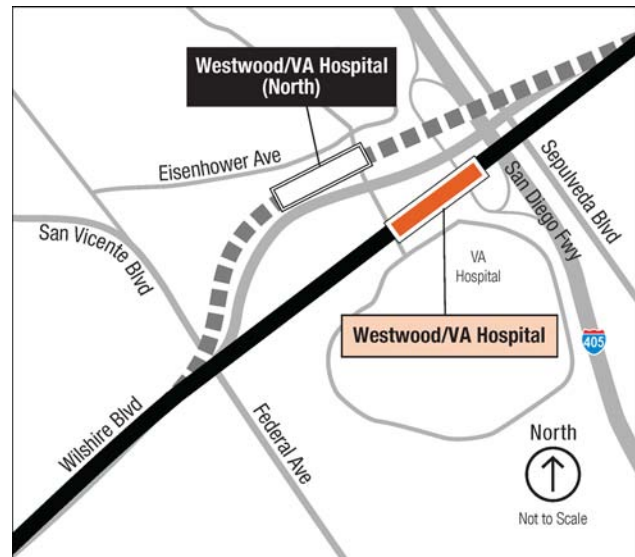 Westwood/VA Hospital
(North)
Eisenhower Ave
San Vicente Blvd
Sepulveda Blvd
San Diego Fwy
VA
Hospital
Westwood/VA Hospital
405
Wilshire Blvd
Federal Ave
North
Not to Scale